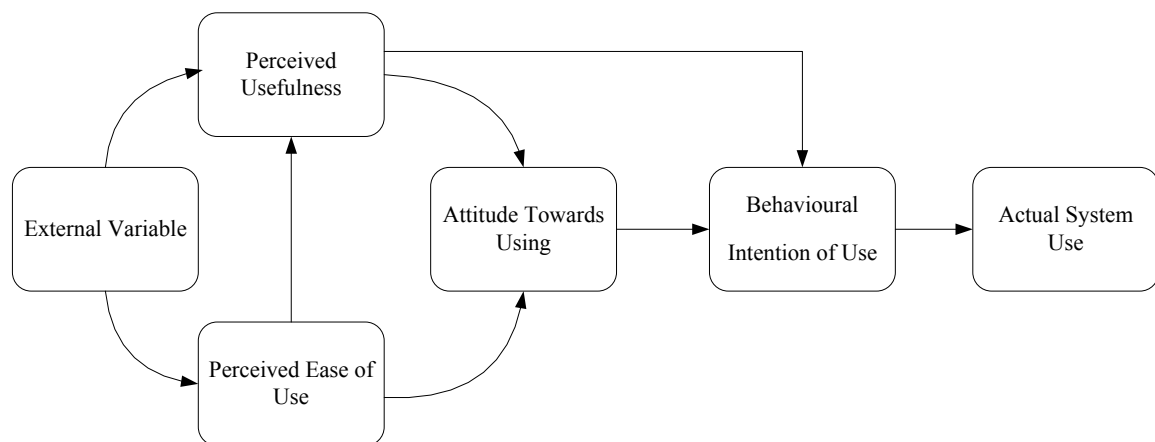 Perceived
Usefulness
External Variable
Attitude Towards
Using
Behavioural
Intention of Use
Actual System
Use
Perceived Ease of
Use